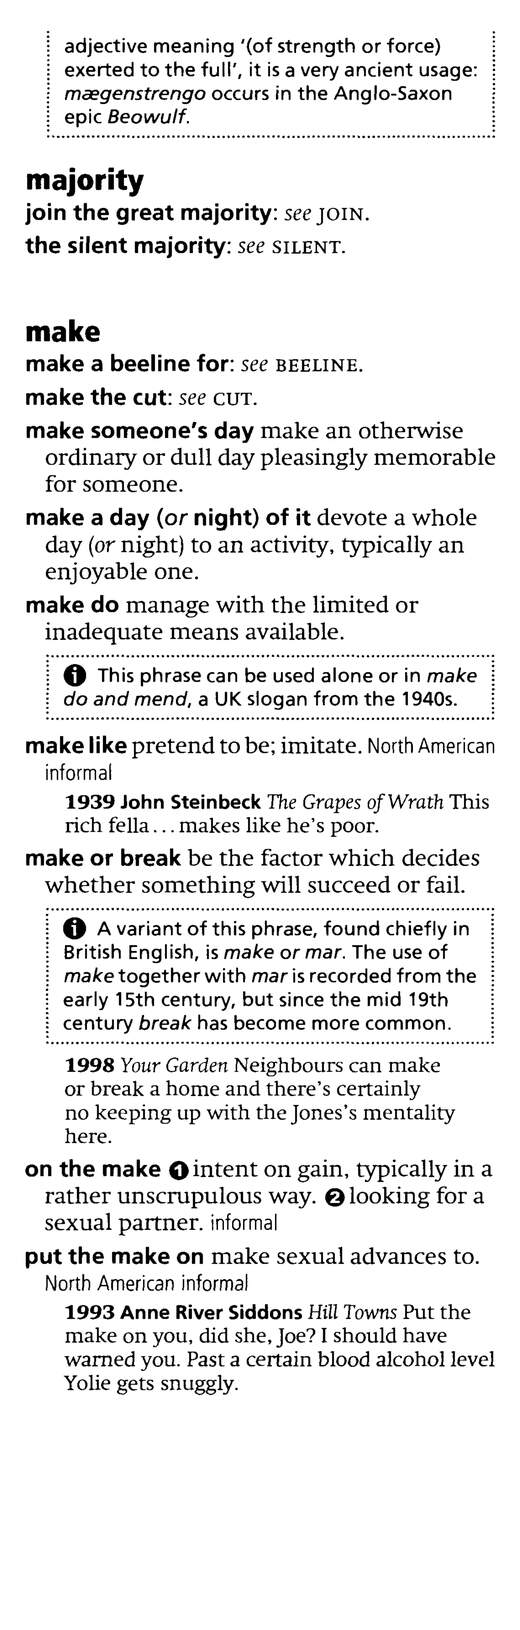 adjective meaning ‘(of strength or force)
exerted to the full’, it is a very ancient usage:
mægenstrengo occurs in the Anglo-Saxon
epic Beowulf.
majority
join the great majority: see JOIN.
the silent majority: see SILENT.
make
make a beeline for: see BEELINE.
make the cut: see CUT.
make someone’s day make an otherwise
ordinary or dull day pleasingly memorable
for someone.
make a day (or night) of it devote a whole
day (or night) to an activity, typically an
enjoyable one.
make do manage with the limited or
inadequate means available.
ℹ This phrase can be used alone or in make
do and mend, a UK slogan from the 1940s.
make like pretend to be; imitate. North American
informal
1939 John Steinbeck The Grapes of Wrath This
rich fella... makes like he’s poor.
make or break be the factor which decides
whether something will succeed or fail.
ℹ A variant of this phrase, found chiefly in
British English, is make or mar. The use of
make together with mar is recorded from the
early 15th century, but since the mid 19th
century break has become more common.
1998 Your Garden Neighbours can make
or break a home and there’s certainly
no keeping up with the Jones’s mentality
here.
on the make ❶ intent on gain, typically in a
rather unscrupulous way. ❷ looking for a
sexual partner. informal
put the make on make sexual advances to.
North American informal
1993 Anne River Siddons Hill Towns Put the
make on you, did she, Joe? I should have
warned you. Past a certain blood alcohol level
Yolie gets snuggly.